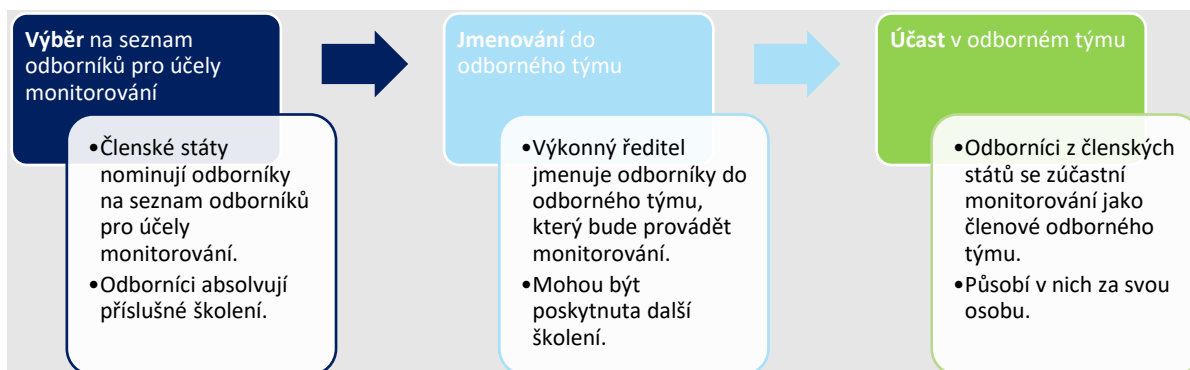 Výběr na seznam
odborníků pro účely
monitorování
•Členské státy
nominují odborníky
na seznam odborníků
pro účely
monitorování.
•Odborníci absolvují
příslušné školení.
Jmenování do
odborného týmu
•Výkonný ředitel
jmenuje odborníky do
odborného týmu,
který bude provádět
monitorování.
•Mohou být
poskytnuta další
školení.
Účast v odborném týmu
•Odborníci z členských
států se zúčastní
monitorování jako
členové odborného
týmu.
•Působí v nich za svou
osobu.